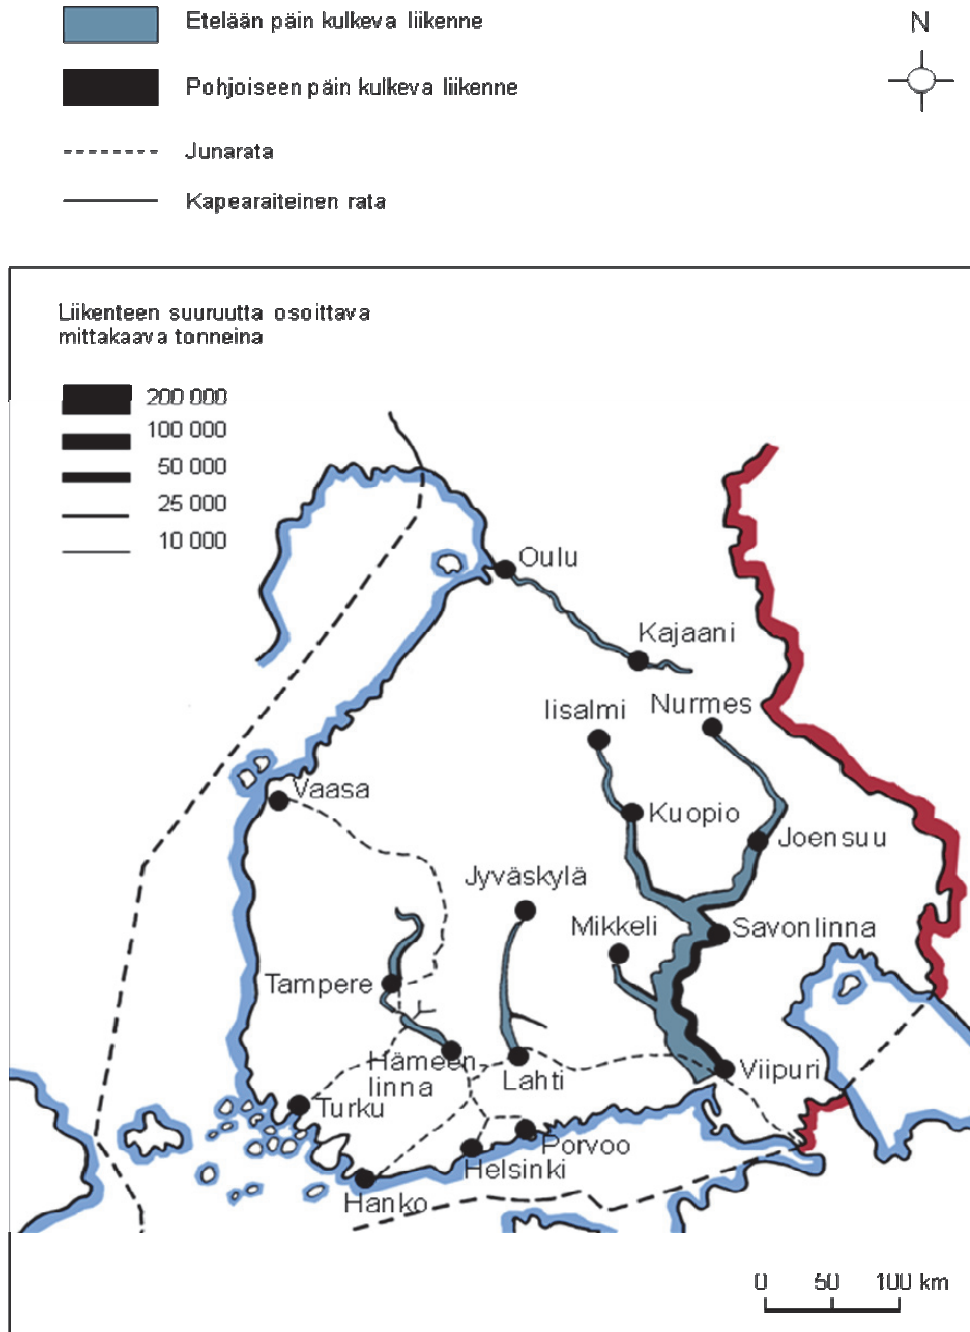 Etelään päin kulkeva liikenne
N
Pohjoiseen päin kulkeva liikenne
Junarata
Kapearaiteinen rata
Liikenteen suuruutta osoittava
mittakaava tonneina
200 000
100 000
50 000
25 000
10 000
Oulu
Kajaani
Iisalmi
Nurmes
Vaasa
Kuopio
Joensuu
Jyväskylä
Mikkeli
Savonlinna
Tampere
Hämeen
linna
Lahti
Viipuri
Turku
Porvoo
Helsinki
Hanko
0 50 100 km